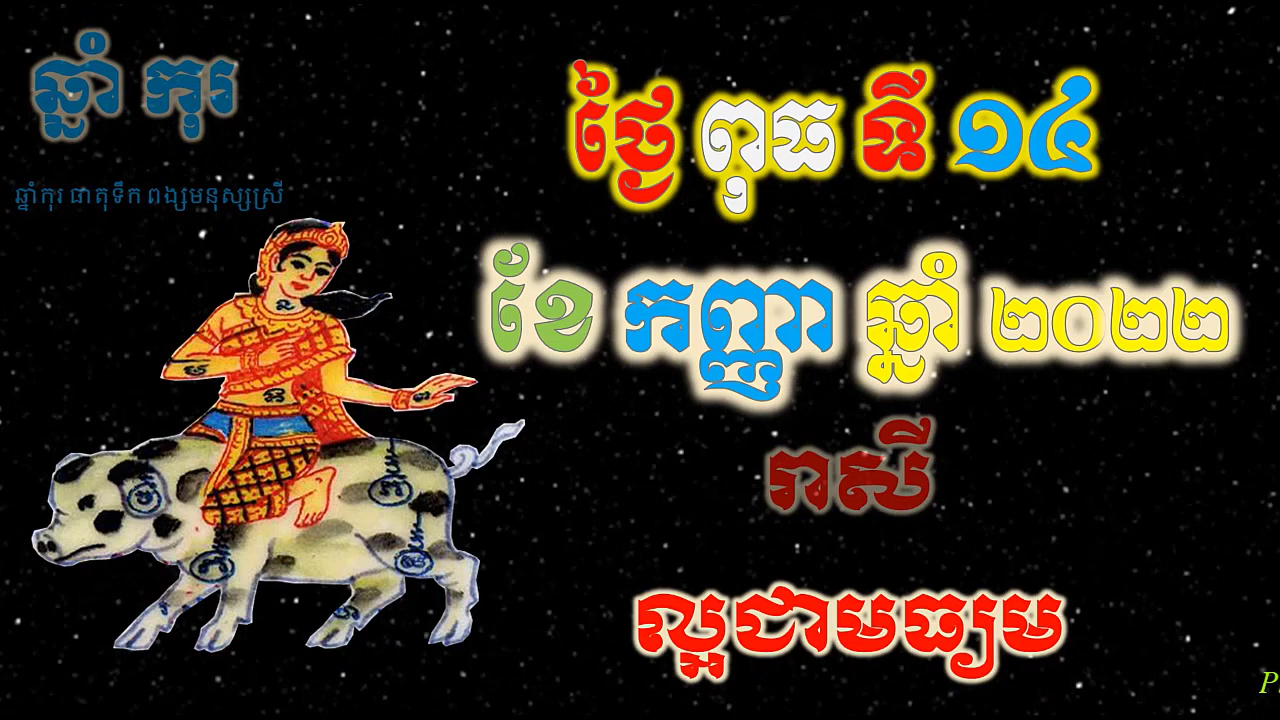 ឆ្នាំ កុរ
ឆ្នាំកុរ ធាតុទឹក ពង្សមនុស្សស្រី
ថ្ងៃ ពុធ ទី ១៤
ខែ កញ្ញា ឆ្នាំ ២០២២
រាសី
ល្អជាមធ្យម